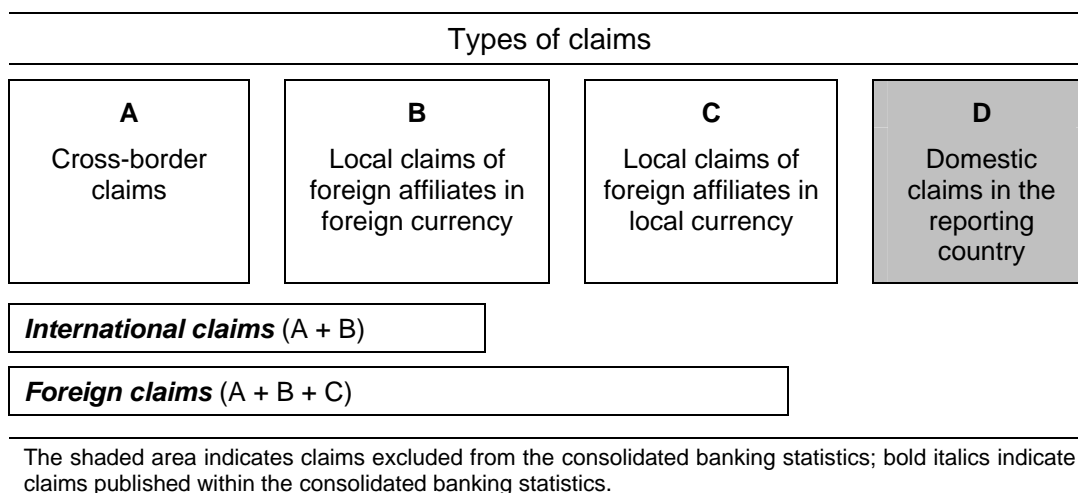 Types of claims
A
Cross-border
claims
B
Local claims of
foreign affiliates in
foreign currency
C
Local claims of
foreign affiliates in
local currency
D
Domestic
claims in the
reporting
country
International claims (A + B)
Foreign claims (A + B + C)
The shaded area indicates claims excluded from the consolidated banking statistics; bold italics indicate
claims published within the consolidated banking statistics.